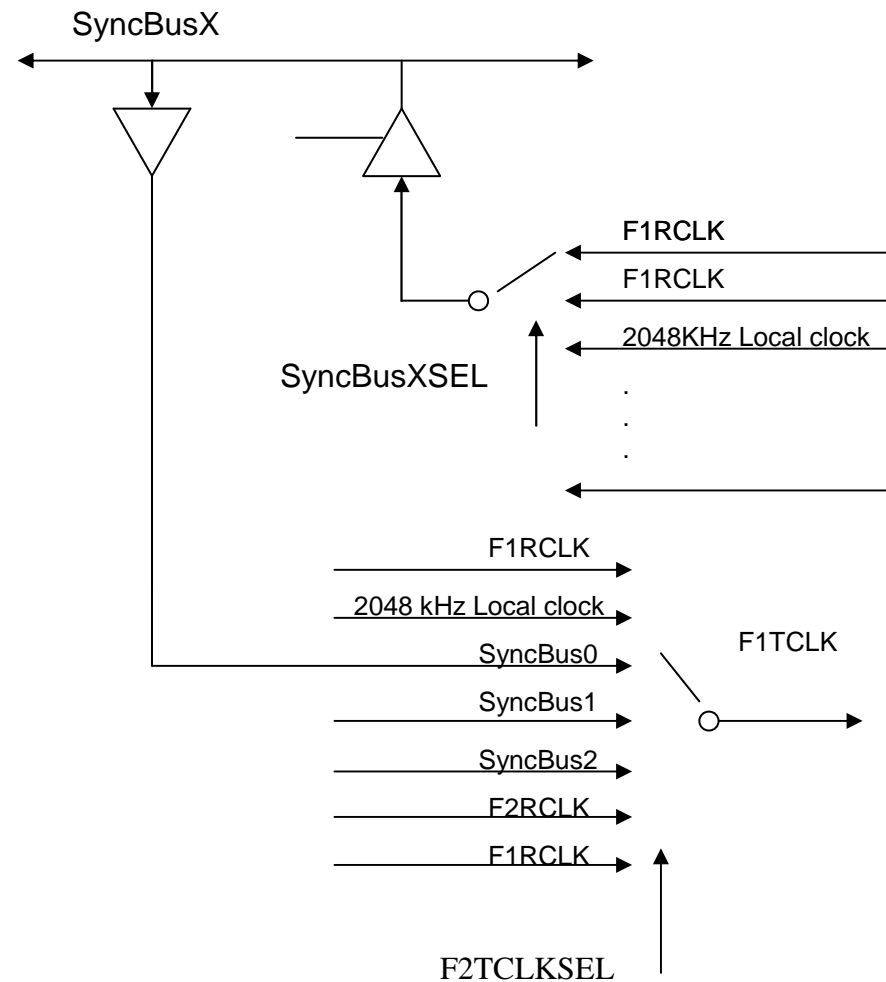 SyncBusX
F1RCLK
F1RCLK
2048KHz Local clock
SyncBusXSEL
.
.
.
F1RCLK
2048 kHz Local clock
F1TCLK
SyncBus0
SyncBus1
SyncBus2
F2RCLK
F1RCLK
F2TCLKSEL